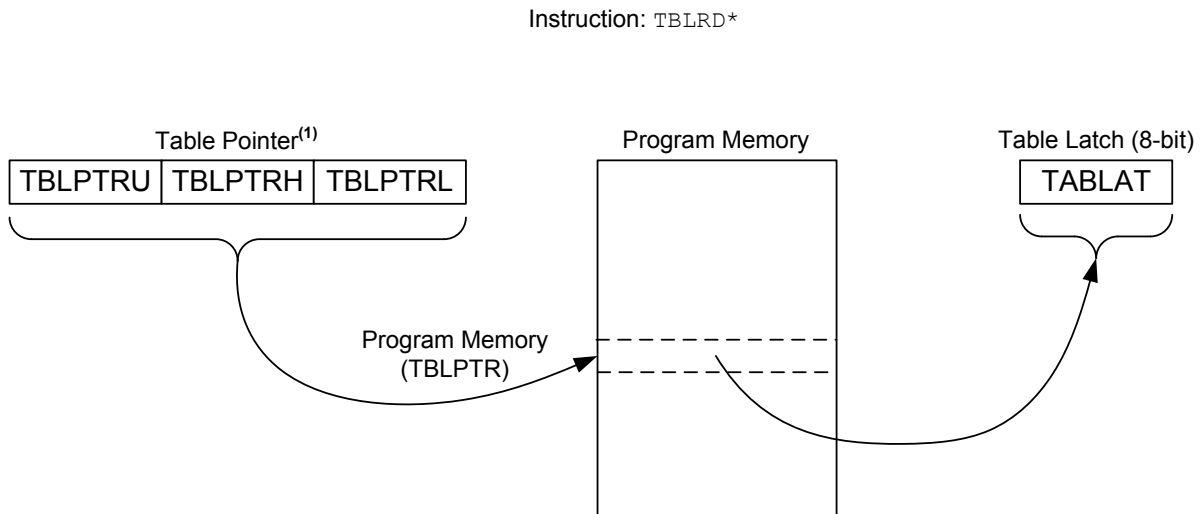 Instruction: TBLRD*
Table Pointer(1)
TBLPTRU TBLPTRH TBLPTRL
Program Memory
Table Latch (8-bit)
TABLAT
Program Memory
(TBLPTR)